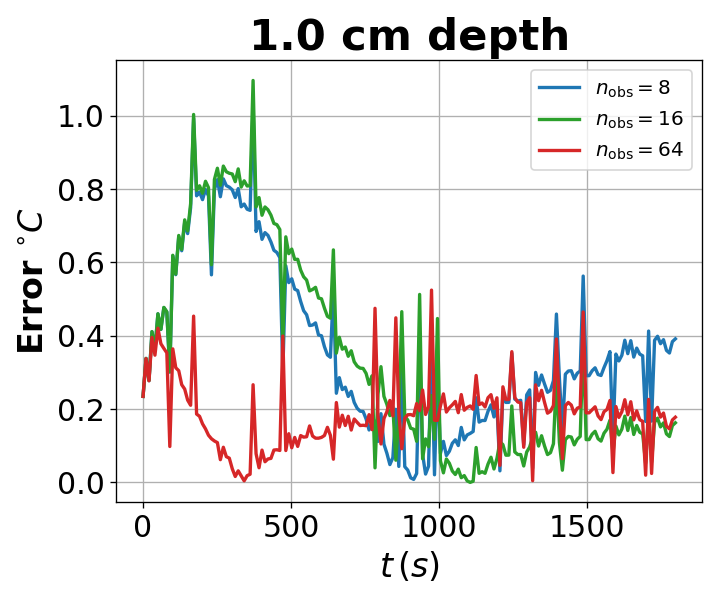 1.0 cm depth
n_obs = 8
n_obs = 16
n_obs = 64
Error °C
1.0
0.8
0.6
0.4
0.2
0.0
0 500 1000 1500
t (s)